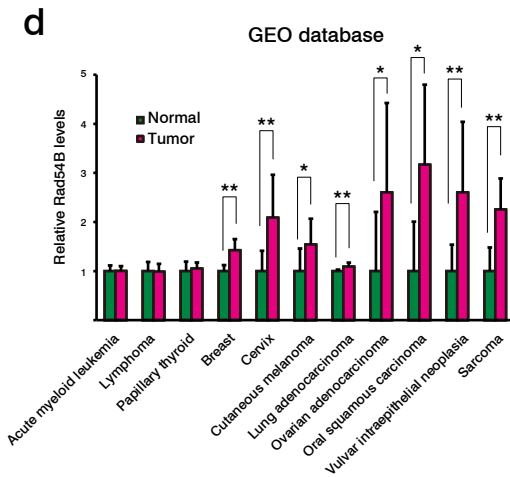 d
GEO database
Relative Rad54B levels
5
4
3
2
1
Normal
Tumor
**
**
*
**
*
*
**
**
Acute myeloid leukemia
Lymphoma
Papillary thyroid
Breast
Cervix
Cutaneous melanoma
Lung adenocarcinoma
Ovarian adenocarcinoma
Oral squamous carcinoma
Vulvar intraepithelial neoplasia
Sarcoma